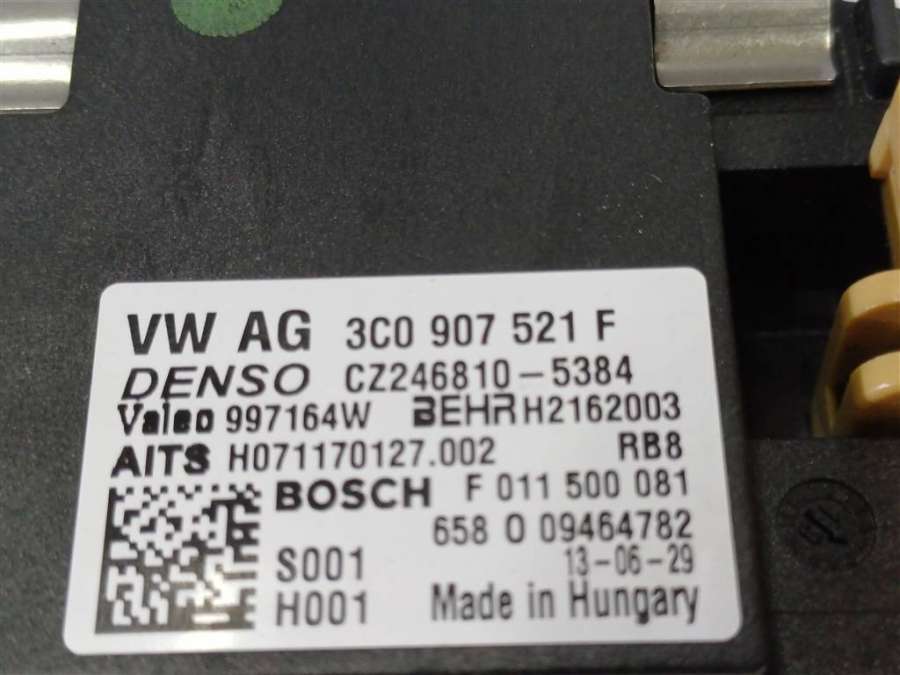 VW AG 3C0 907 521 F
DENSO CZ246810-5384
Valeo 997164W BEHR H2162003
AITS H071170127.002 RB8
BOSCH F 011 500 081
658 O 09464782
S001 13-06-29
H001 Made in Hungary